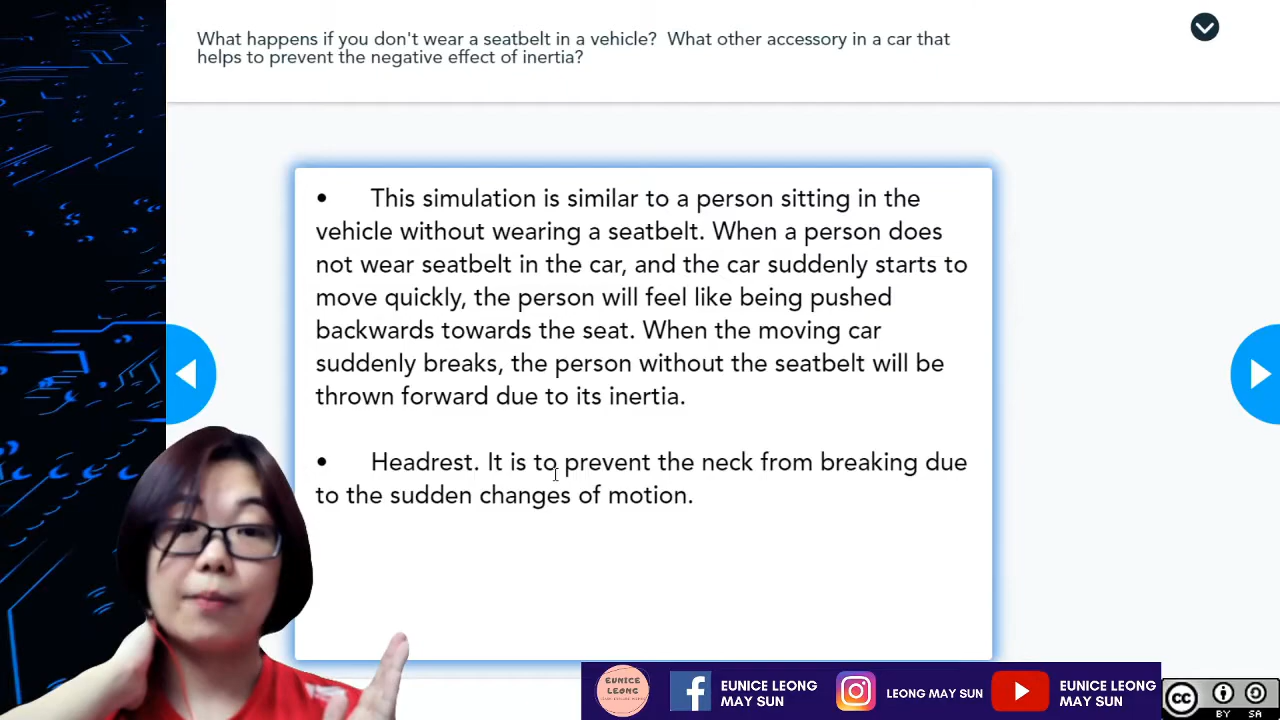 What happens if you don't wear a seatbelt in a vehicle? What other accessory in a car that
helps to prevent the negative effect of inertia?
• This simulation is similar to a person sitting in the
vehicle without wearing a seatbelt. When a person does
not wear seatbelt in the car, and the car suddenly starts to
move quickly, the person will feel like being pushed
backwards towards the seat. When the moving car
suddenly breaks, the person without the seatbelt will be
thrown forward due to its inertia.
• Headrest. It is to prevent the neck from breaking due
to the sudden changes of motion.
EUNICE
LEONG
EUNICE LEONG
MAY SUN
LEONG MAY SUN
EUNICE LEONG
MAY SUN
CC
BY SA